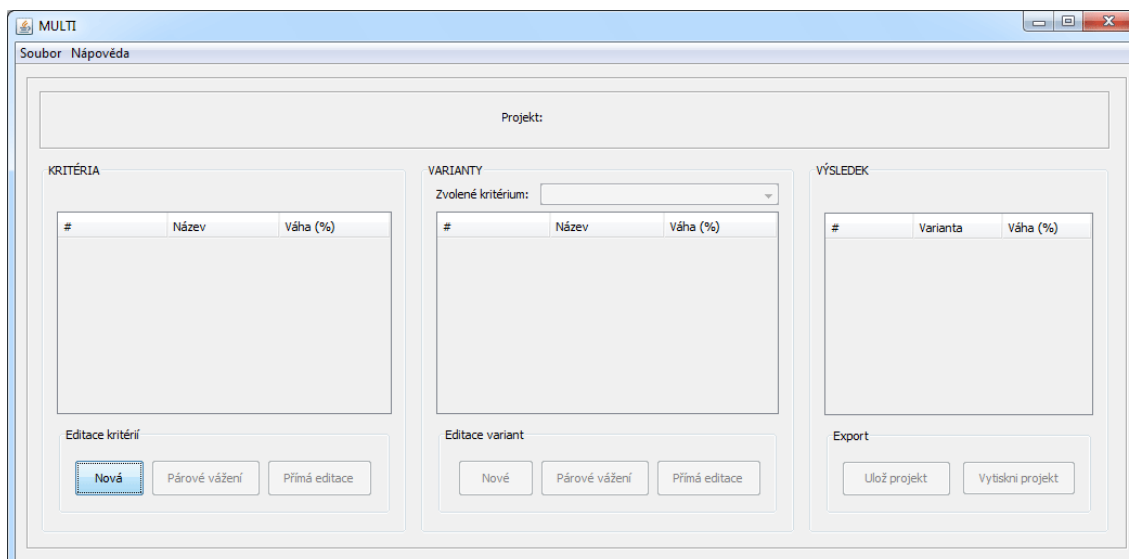 MULTI
Soubor Nápověda
Projekt:
KRITÉRIA
# Název Váha (%)
Editace kritérií
Nová Párové vážení Přímá editace
VARIANTY
Zvolené kritérium:
# Název Váha (%)
Editace variant
Nové Párové vážení Přímá editace
VÝSLEDEK
# Varianta Váha (%)
Export
Ulož projekt Vytiskni projekt